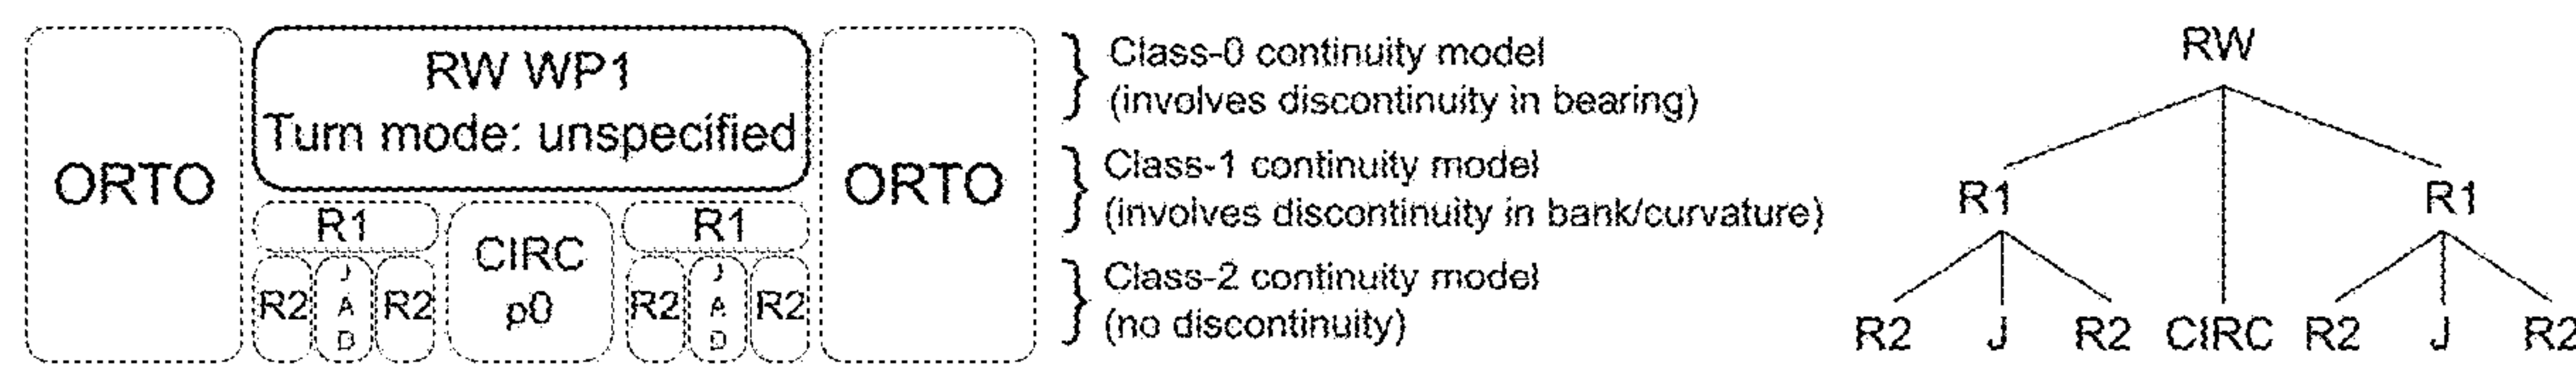 ORTO
RW WP1
Turn mode: unspecified
R1
R2
J
A
D
R2
CIRC
p0
R1
R2
J
A
D
R2
ORTO
Class-0 continuity model
(involves discontinuity in bearing)
Class-1 continuity model
(involves discontinuity in bank/curvature)
Class-2 continuity model
(no discontinuity)
RW
R1 R1
R2 J R2 CIRC R2 J R2